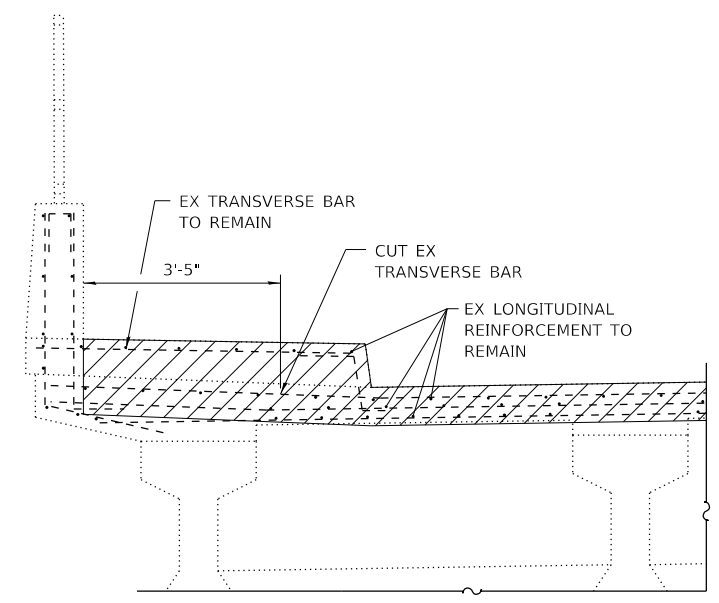 EX TRANSVERSE BAR
TO REMAIN
CUT EX
TRANSVERSE BAR
3'-5"
EX LONGITUDINAL
REINFORCEMENT TO
REMAIN